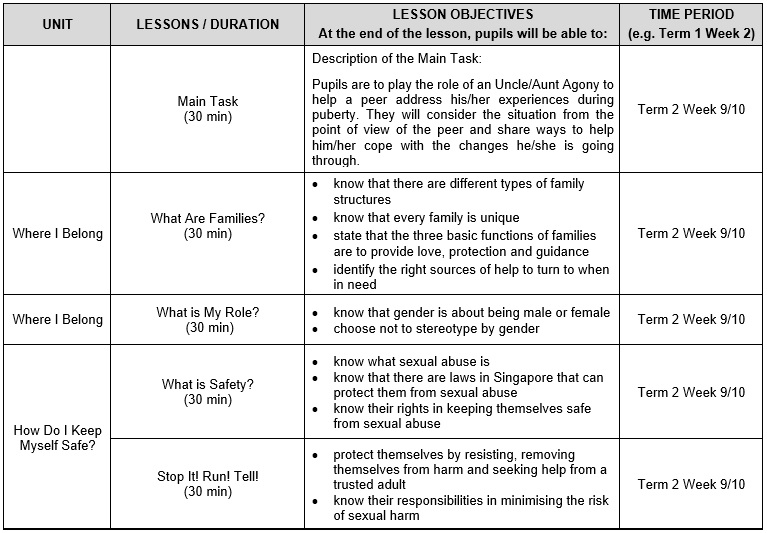 UNIT
LESSONS / DURATION
LESSON OBJECTIVES
At the end of the lesson, pupils will be able to:
TIME PERIOD
(e.g. Term 1 Week 2)
Main Task
(30 min)
Description of the Main Task:
Pupils are to play the role of an Uncle/Aunt Agony to
help a peer address his/her experiences during
puberty. They will consider the situation from the
point of view of the peer and share ways to help
him/her cope with the changes he/she is going
through.
Term 2 Week 9/10
Where I Belong
What Are Families?
(30 min)
• know that there are different types of family
structures
• know that every family is unique
• state that the three basic functions of families
are to provide love, protection and guidance
• identify the right sources of help to turn to when
in need
Term 2 Week 9/10
Where I Belong
What is My Role?
(30 min)
• know that gender is about being male or female
• choose not to stereotype by gender
Term 2 Week 9/10
How Do I Keep
Myself Safe?
What is Safety?
(30 min)
• know what sexual abuse is
• know that there are laws in Singapore that can
protect them from sexual abuse
• know their rights in keeping themselves safe
from sexual abuse
Term 2 Week 9/10
Stop It! Run! Tell!
(30 min)
• protect themselves by resisting, removing
themselves from harm and seeking help from a
trusted adult
• know their responsibilities in minimising the risk
of sexual harm
Term 2 Week 9/10